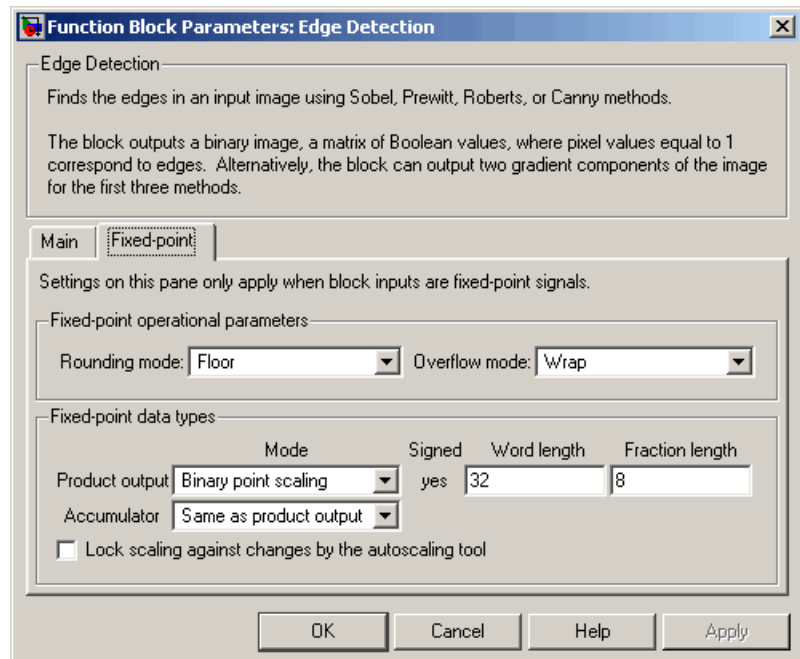 Function Block Parameters: Edge Detection
Edge Detection
Finds the edges in an input image using Sobel, Prewitt, Roberts, or Canny methods.
The block outputs a binary image, a matrix of Boolean values, where pixel values equal to 1
correspond to edges.  Alternatively, the block can output two gradient components of the image
for the first three methods.
Main Fixed-point
Settings on this pane only apply when block inputs are fixed-point signals.
Fixed-point operational parameters
Rounding mode: Floor Overflow mode: Wrap
Fixed-point data types
Mode Signed Word length Fraction length
Product output Binary point scaling yes 32 8
Accumulator Same as product output
Lock scaling against changes by the autoscaling tool
OK Cancel Help Apply